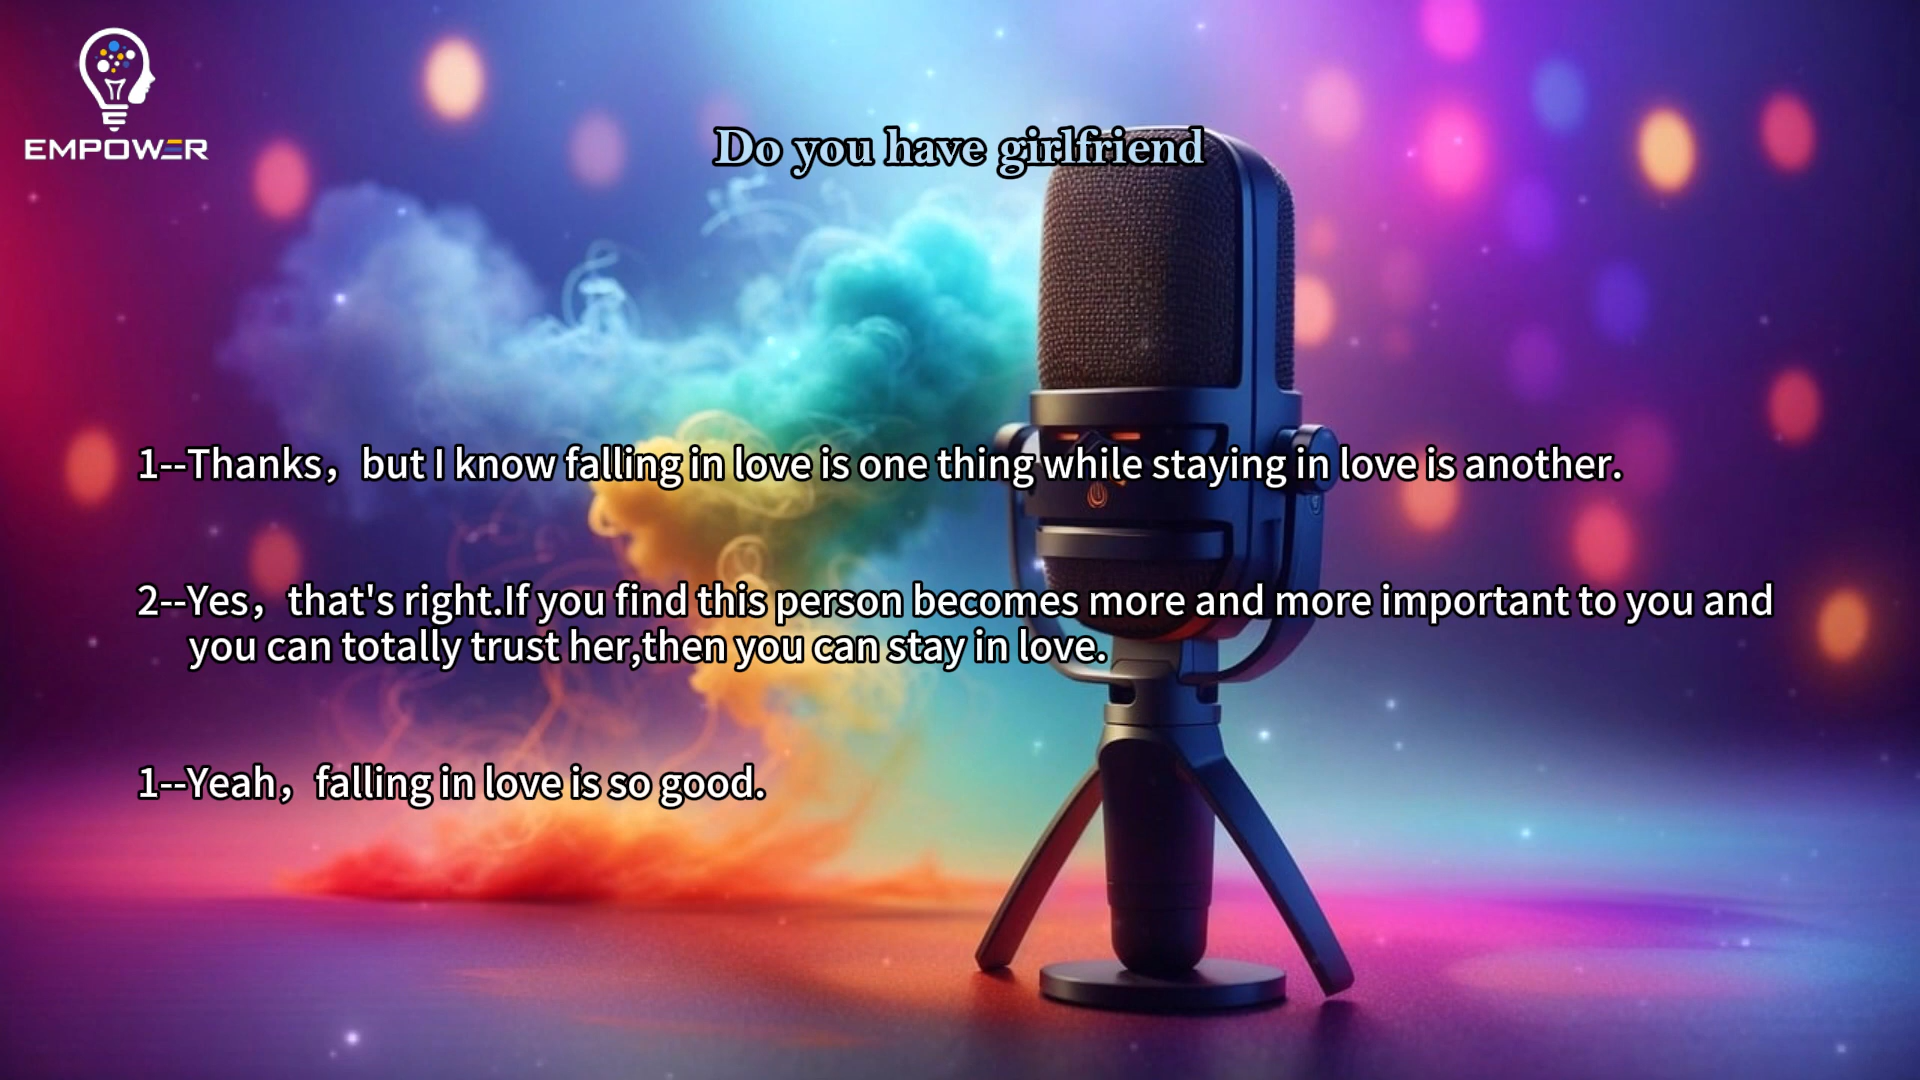 EMPOWER
Do you have girlfriend
1--Thanks，but I know falling in love is one thing while staying in love is another.
2--Yes，that's right.If you find this person becomes more and more important to you and
you can totally trust her,then you can stay in love.
1--Yeah，falling in love is so good.